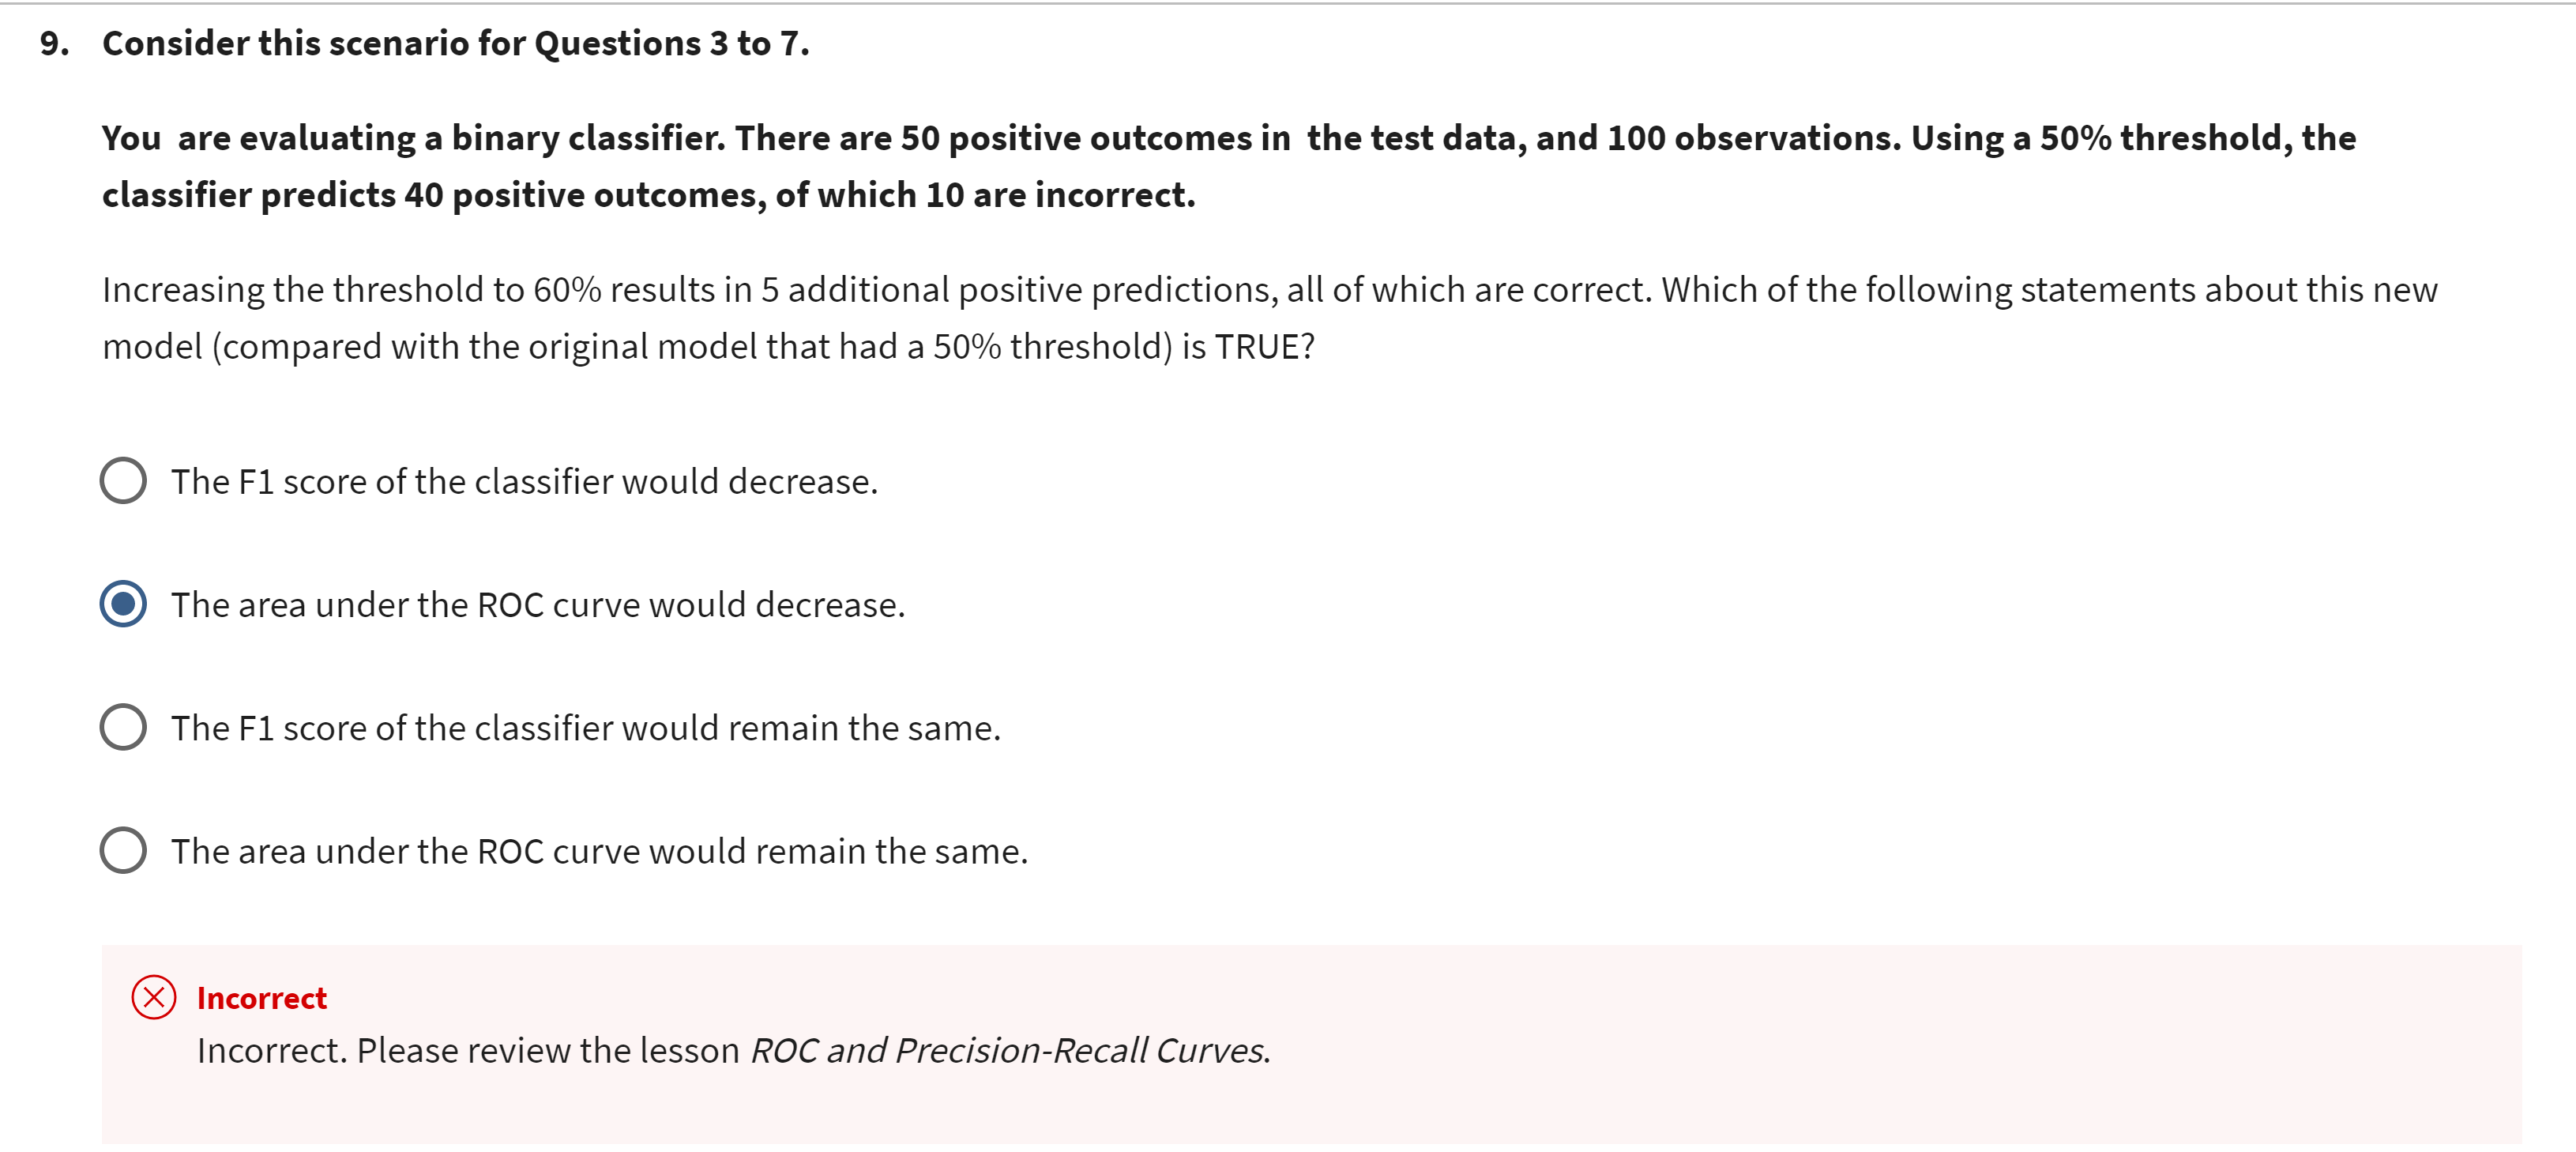 9. Consider this scenario for Questions 3 to 7.
You are evaluating a binary classifier. There are 50 positive outcomes in the test data, and 100 observations. Using a 50% threshold, the
classifier predicts 40 positive outcomes, of which 10 are incorrect.
Increasing the threshold to 60% results in 5 additional positive predictions, all of which are correct. Which of the following statements about this new
model (compared with the original model that had a 50% threshold) is TRUE?
The F1 score of the classifier would decrease.
The area under the ROC curve would decrease.
The F1 score of the classifier would remain the same.
The area under the ROC curve would remain the same.
Incorrect
Incorrect. Please review the lesson ROC and Precision-Recall Curves.